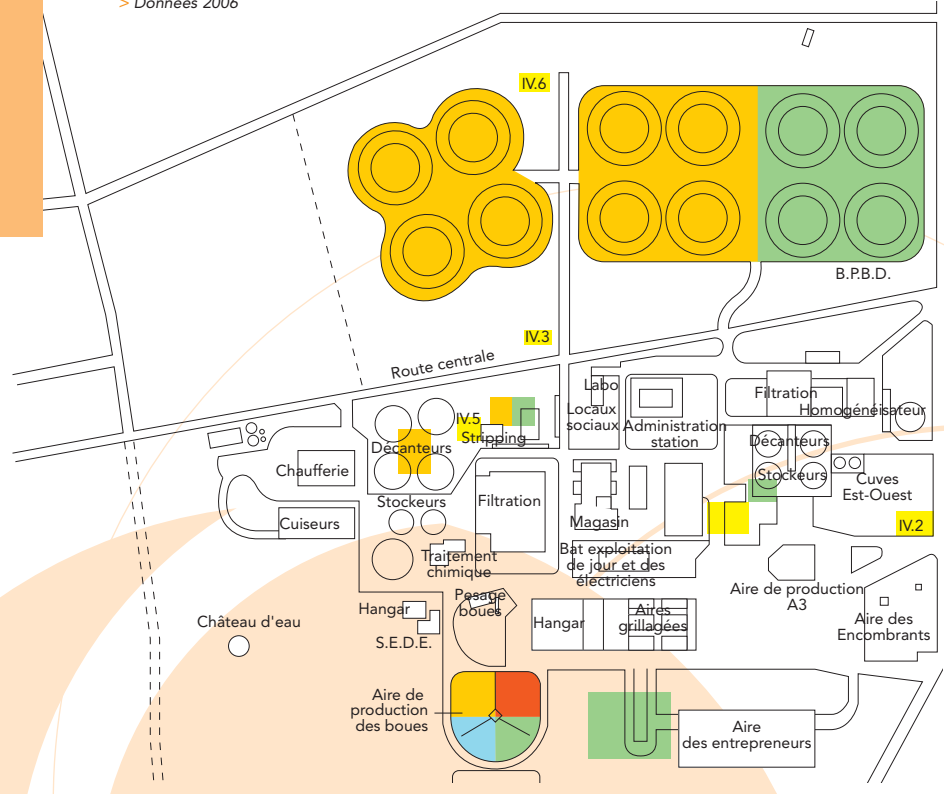 > Données 2006
IV.6
B.P.B.D.
IV.3
Route centrale
Labo
Filtration
Locaux
sociaux
Homogénéisateur
IV.5
Stripping
Administration
station
Décanteurs
Décanteurs
Chaufferie
Stockeurs
Cuves
Est-Ouest
Stockeurs
Filtration
Cuiseurs
Magasin
IV.2
Traitement
chimique
Bat exploitation
de jour et des
électriciens
Aire de production
A3
Pesage
boues
Hangar
Château d'eau
S.E.D.E.
Hangar
Aires
grillagées
Aire des
Encombrants
Aire de
production
des boues
Aire
des entrepreneurs